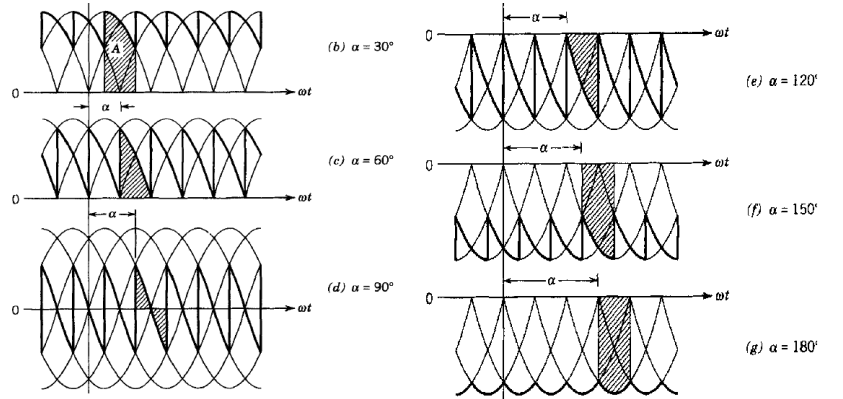 A
(b) α = 30°
0
ωt
α
(c) α = 60°
0
ωt
α
(d) α = 90°
0
ωt
α
0
ωt
(e) α = 120°
α
0
ωt
(f) α = 150°
α
0
ωt
(g) α = 180°